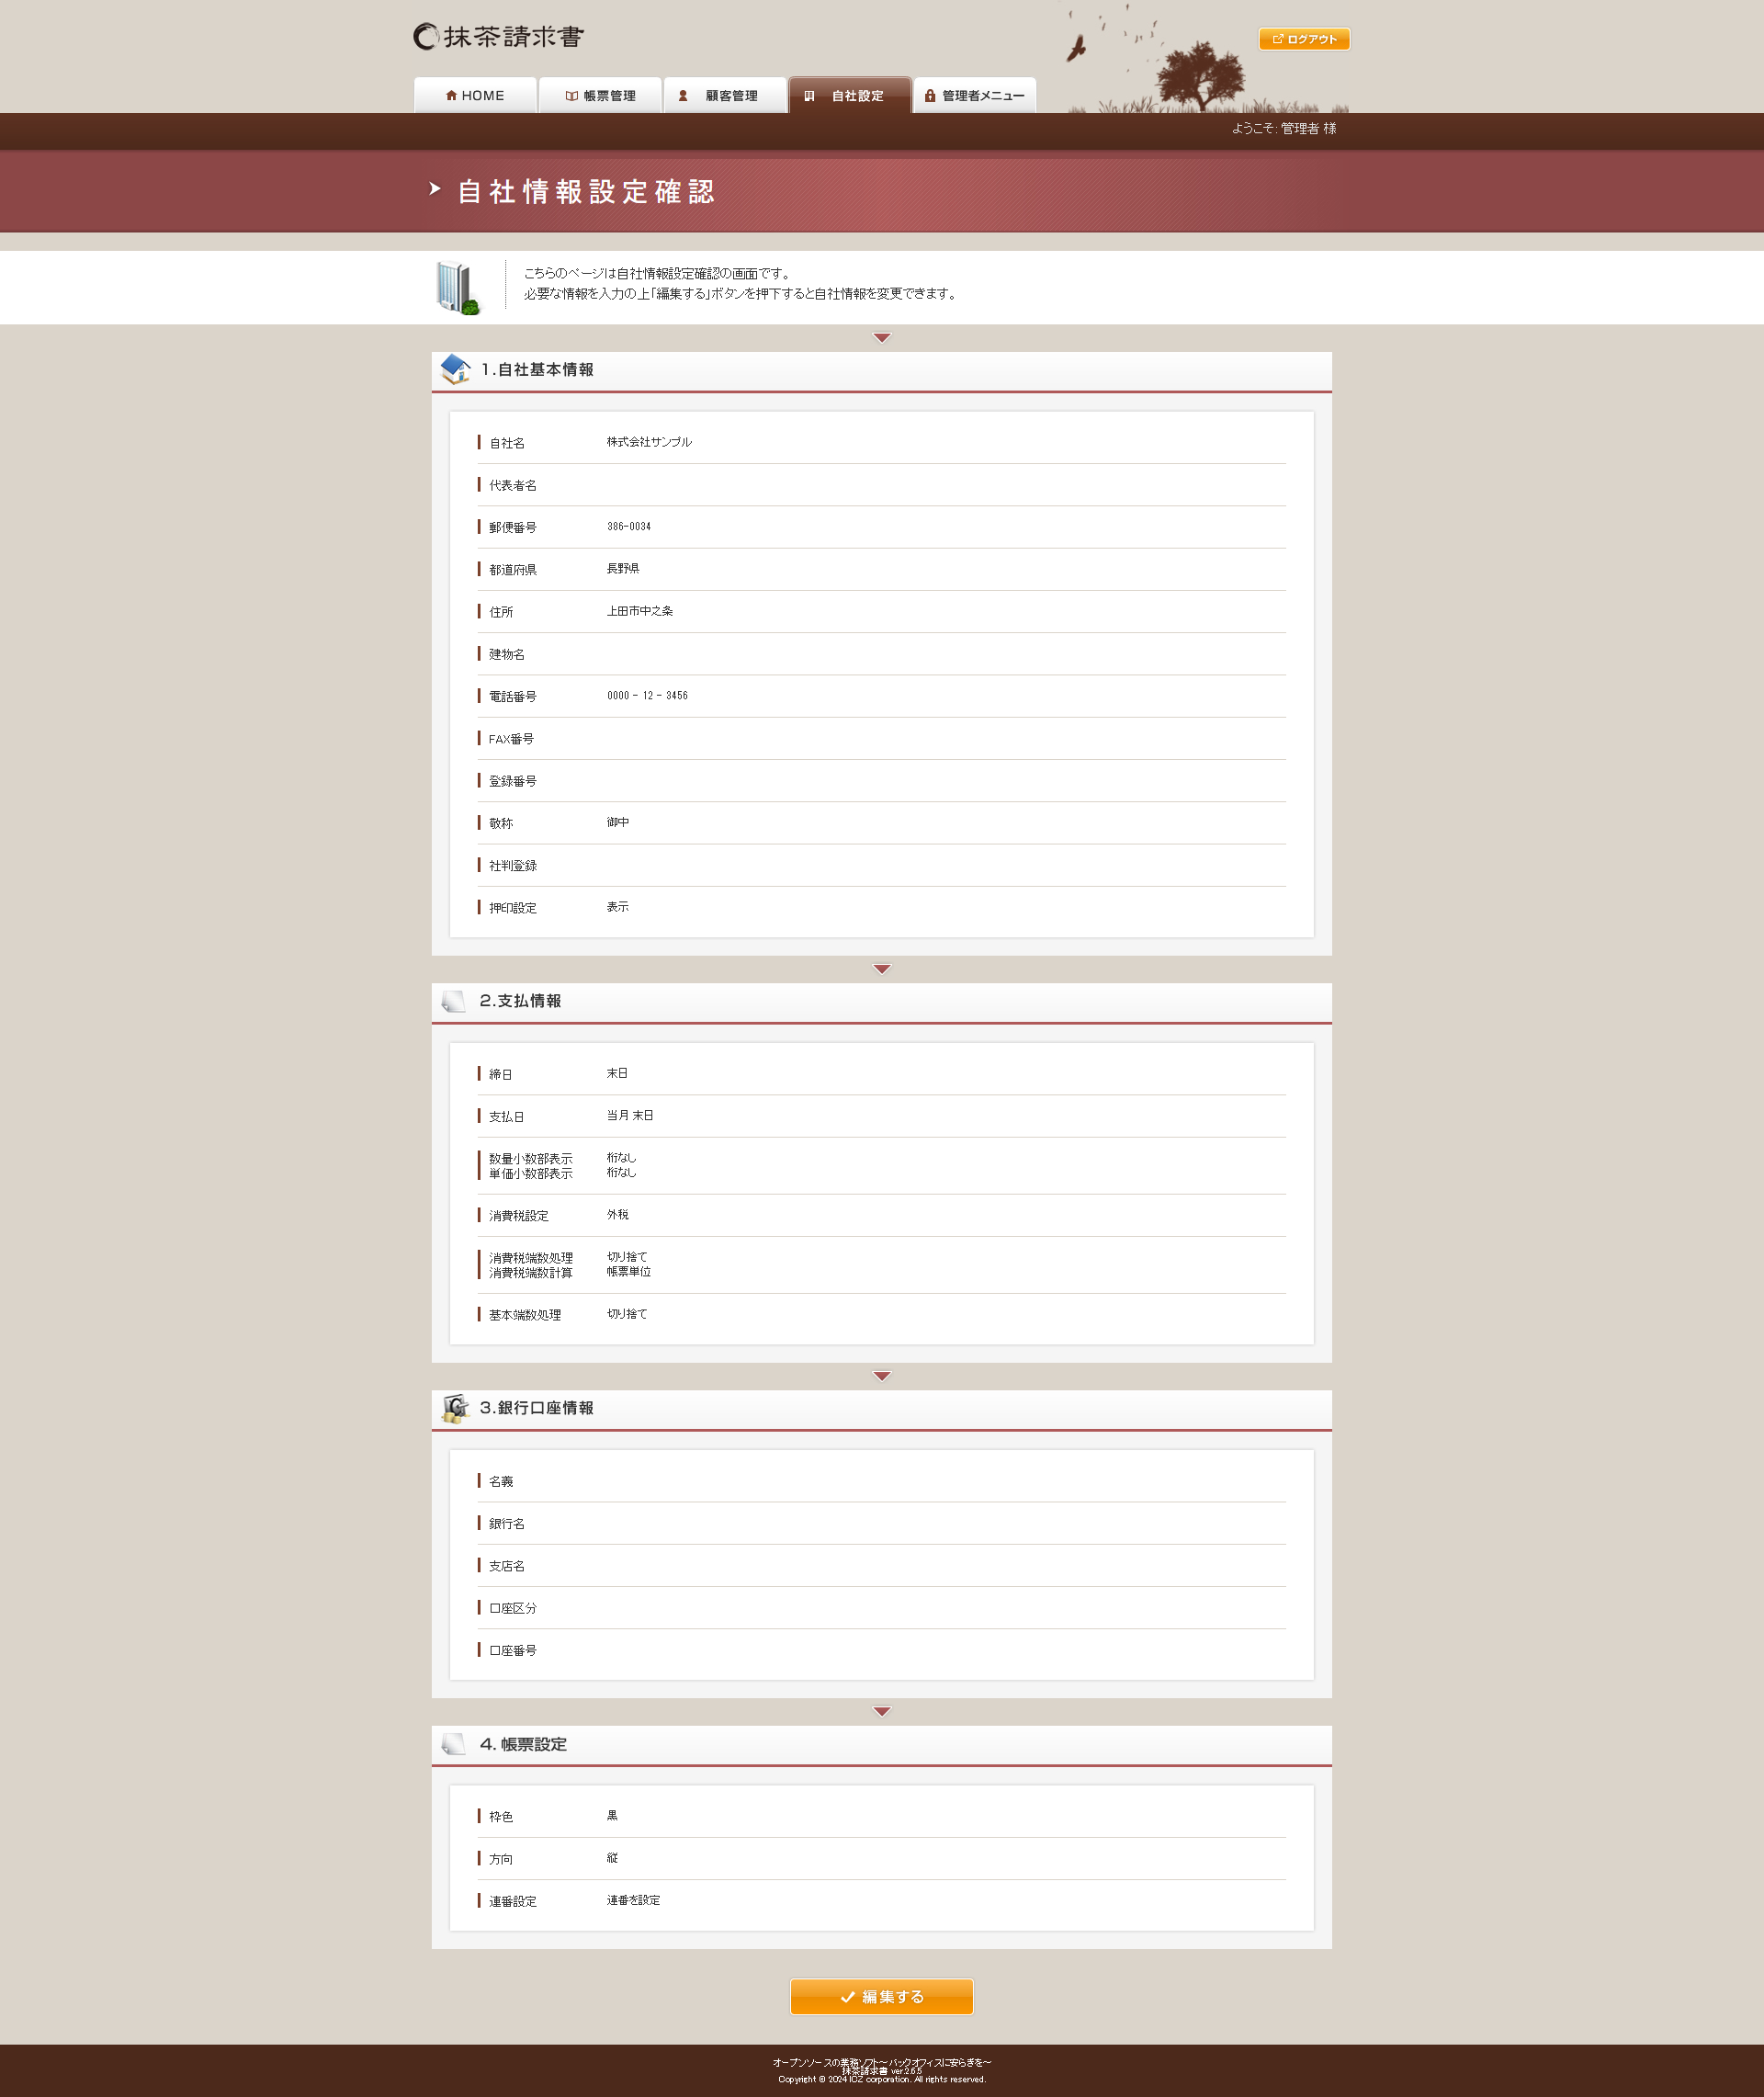 抹茶請求書
ログアウト
HOME
帳票管理
顧客管理
自社設定
管理者メニュー
ようこそ: 管理者 様
自社情報設定確認
こちらのページは自社情報設定確認の画面です。
必要な情報を入力の上「編集する」ボタンを押下すると自社情報を変更できます。
1.自社基本情報
自社名 株式会社サンプル
代表者名
郵便番号 386-0034
都道府県 長野県
住所 上田市中之条
建物名
電話番号 0000 - 12 - 3456
FAX番号
登録番号
敬称 御中
社判登録
押印設定 表示
2.支払情報
締日 末日
支払日 当月 末日
数量小数部表示 桁なし
単価小数部表示 桁なし
消費税設定 外税
消費税端数処理 切り捨て
消費税端数計算 帳票単位
基本端数処理 切り捨て
3.銀行口座情報
名義
銀行名
支店名
口座区分
口座番号
4. 帳票設定
枠色 黒
方向 縦
連番設定 連番を設定
編集する
オープンソースの業務ソフト～バックオフィスに安らぎを～
抹茶請求書 ver.2.6.5
Copyright © 2024 ICZ corporation. All rights reserved.